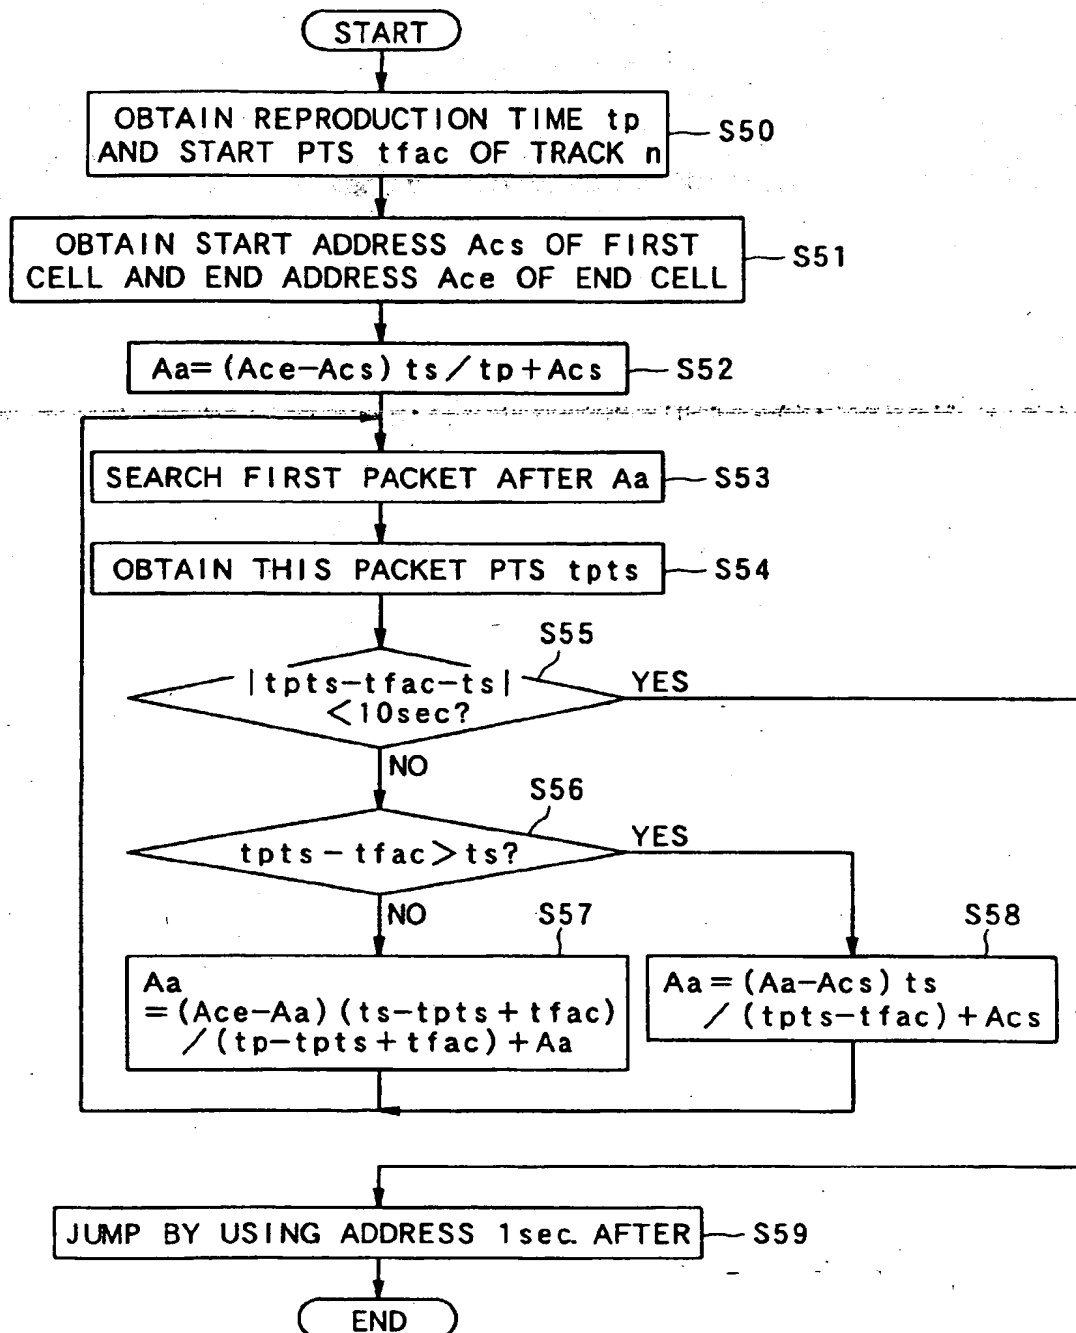 START
OBTAIN REPRODUCTION TIME tp
AND START PTS tfac OF TRACK n
S50
OBTAIN START ADDRESS Acs OF FIRST
CELL AND END ADDRESS Ace OF END CELL
S51
Aa=(Ace-Acs) ts/tp+Acs
S52
SEARCH FIRST PACKET AFTER Aa
S53
OBTAIN THIS PACKET PTS tpts
S54
S55
|tpts-tfac-ts|
<10sec?
YES
NO
S56
tpts-tfac>ts?
YES
NO
S57
Aa
=(Ace-Aa) (ts-tpts+tfac)
/(tp-tpts+tfac)+Aa
S58
Aa=(Aa-Acs) ts
/(tpts-tfac)+Acs
JUMP BY USING ADDRESS 1sec. AFTER
S59
END